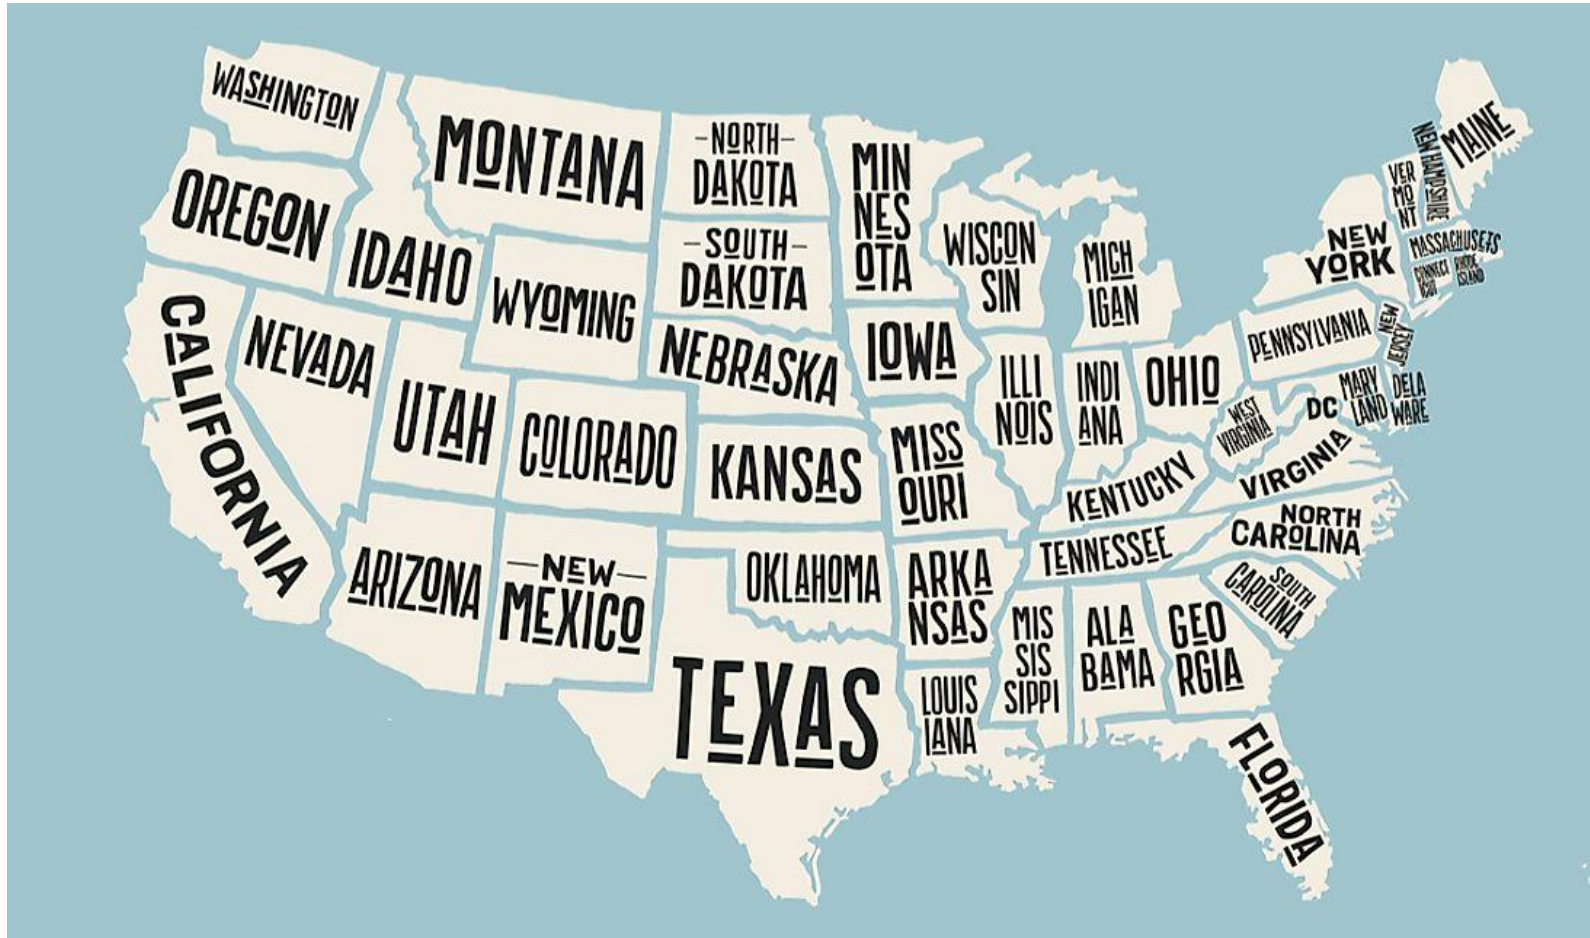 WASHINGTON
MONTANA
–NORTH–
DAKOTA
MIN
NES
OTA
MAINE
NEW HAMPSHIRE
VER
MO
NT
OREGON
IDAHO
WYOMING
–SOUTH–
DAKOTA
WISCON
SIN
MICH
IGAN
NEW
YORK
MASSACHUSETS
CONNECT
ICUT
RHODE
ISLAND
CALIFORNIA
NEVADA
UTAH
COLORADO
NEBRASKA
IOWA
ILLI
NOIS
INDI
ANA
OHIO
PENNSYLVANIA
NEW
JERSEY
WEST
VIRGINIA
DC
MARY
LAND
DELA
WARE
KANSAS
MISS
OURI
KENTUCKY
VIRGINIA
ARIZONA
–NEW–
MEXICO
OKLAHOMA
ARKA
NSAS
TENNESSEE
NORTH
CAROLINA
SOUTH
CAROLINA
TEXAS
LOUIS
IANA
MIS
SIS
SIPPI
ALA
BAMA
GEO
RGIA
FLORIDA